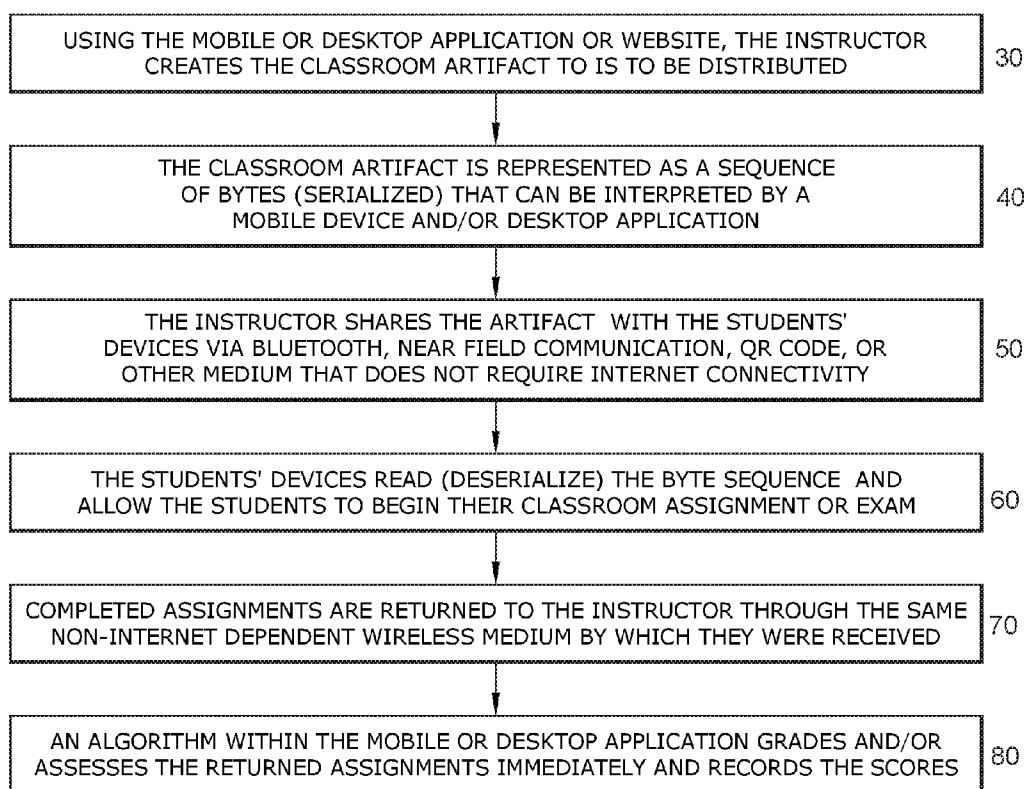 USING THE MOBILE OR DESKTOP APPLICATION OR WEBSITE, THE INSTRUCTOR
CREATES THE CLASSROOM ARTIFACT TO IS TO BE DISTRIBUTED
30
THE CLASSROOM ARTIFACT IS REPRESENTED AS A SEQUENCE
OF BYTES (SERIALIZED) THAT CAN BE INTERPRETED BY A
MOBILE DEVICE AND/OR DESKTOP APPLICATION
40
THE INSTRUCTOR SHARES THE ARTIFACT WITH THE STUDENTS'
DEVICES VIA BLUETOOTH, NEAR FIELD COMMUNICATION, QR CODE, OR
OTHER MEDIUM THAT DOES NOT REQUIRE INTERNET CONNECTIVITY
50
THE STUDENTS' DEVICES READ (DESERIALIZE) THE BYTE SEQUENCE AND
ALLOW THE STUDENTS TO BEGIN THEIR CLASSROOM ASSIGNMENT OR EXAM
60
COMPLETED ASSIGNMENTS ARE RETURNED TO THE INSTRUCTOR THROUGH THE SAME
NON-INTERNET DEPENDENT WIRELESS MEDIUM BY WHICH THEY WERE RECEIVED
70
AN ALGORITHM WITHIN THE MOBILE OR DESKTOP APPLICATION GRADES AND/OR
ASSESSES THE RETURNED ASSIGNMENTS IMMEDIATELY AND RECORDS THE SCORES
80